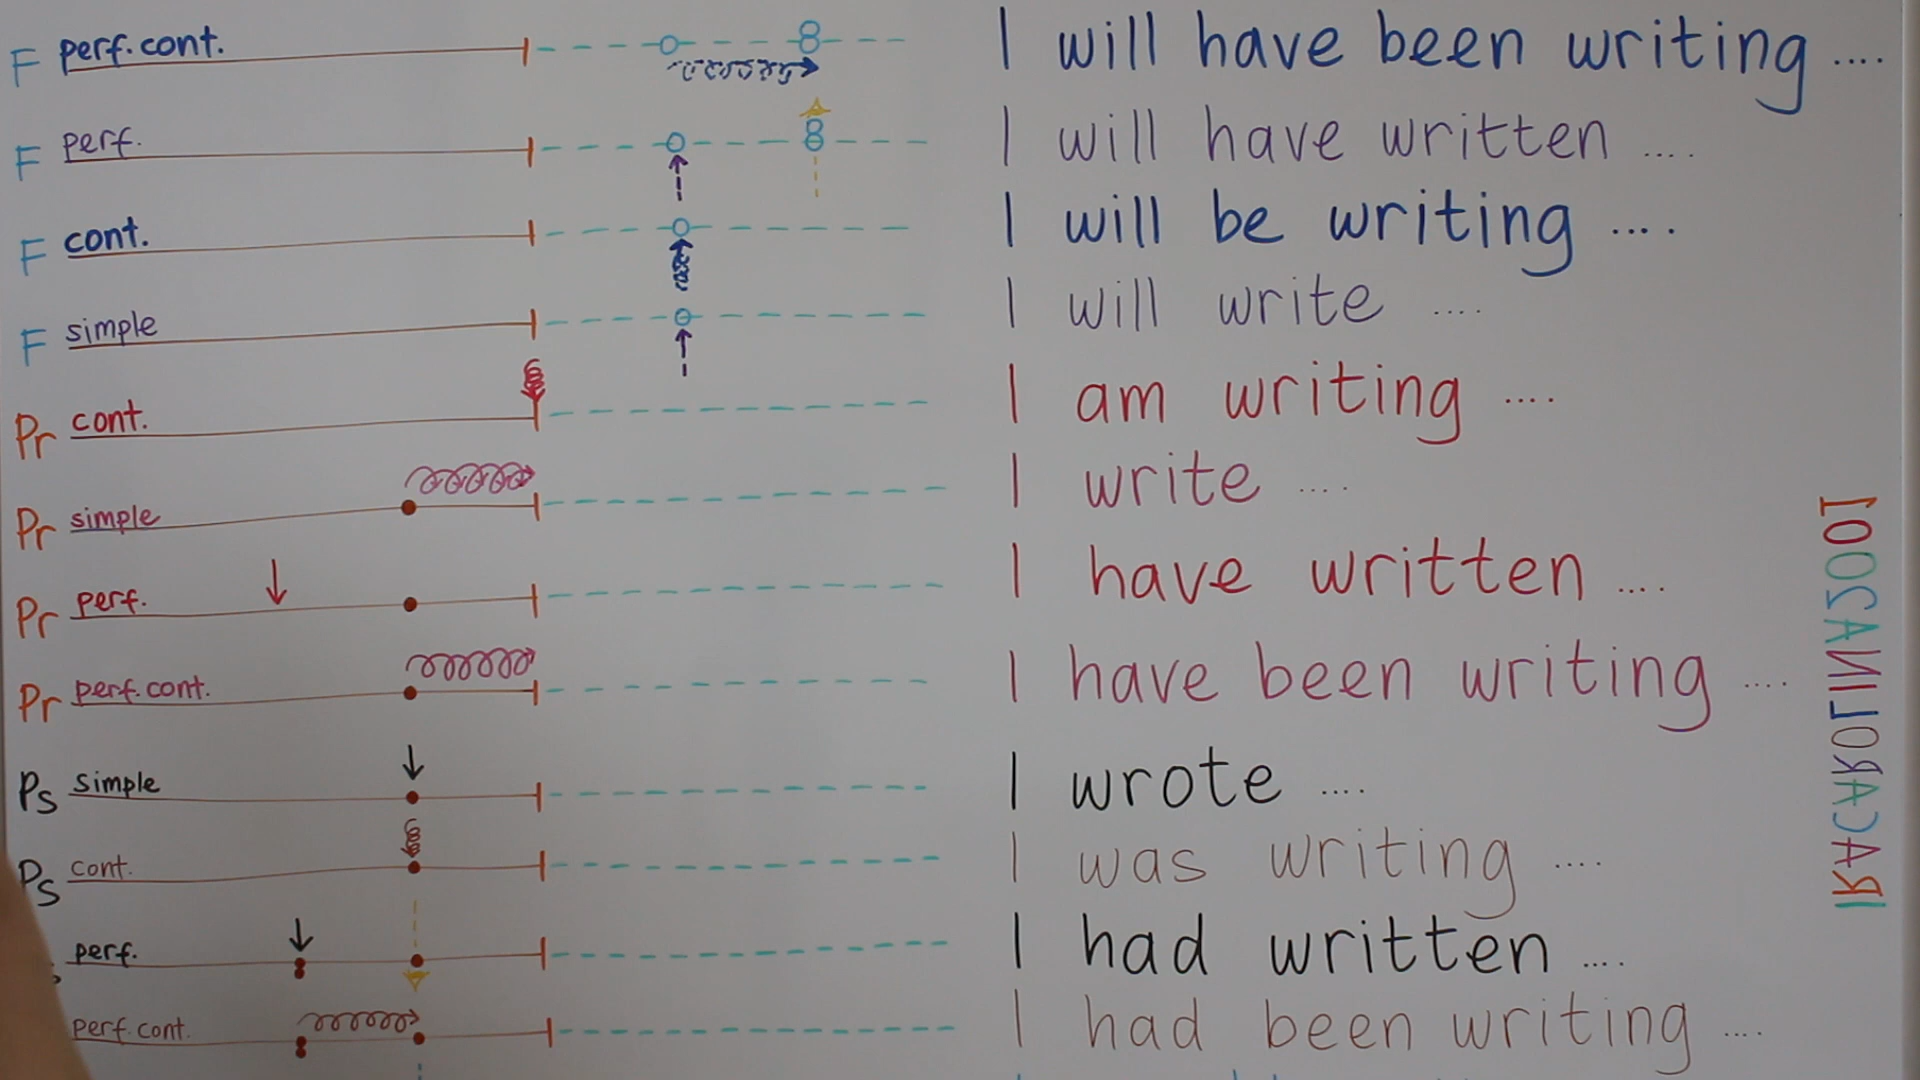 F perf. cont. I will have been writing ....
F perf. I will have written ....
F cont. I will be writing ....
F simple I will write ....
Pr cont. I am writing ....
Pr simple I write ....
Pr perf. I have written ....
Pr perf. cont. I have been writing ....
Ps simple I wrote ....
Ps cont. I was writing ....
perf. I had written ....
perf. cont. I had been writing ....